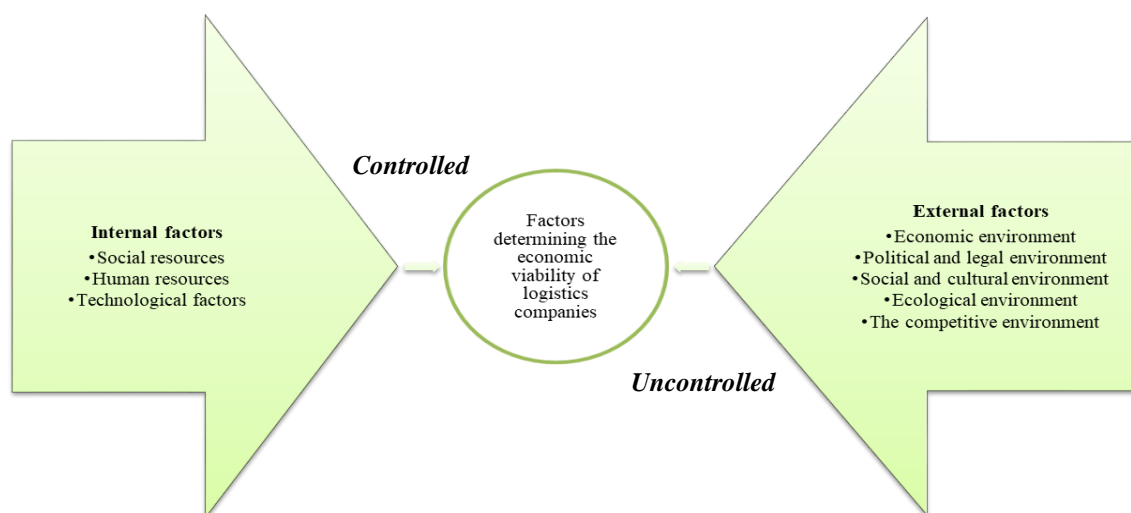 Controlled
Internal factors
•Social resources
•Human resources
•Technological factors
Factors
determining the
economic
viability of
logistics
companies
External factors
•Economic environment
•Political and legal environment
•Social and cultural environment
•Ecological environment
•The competitive environment
Uncontrolled